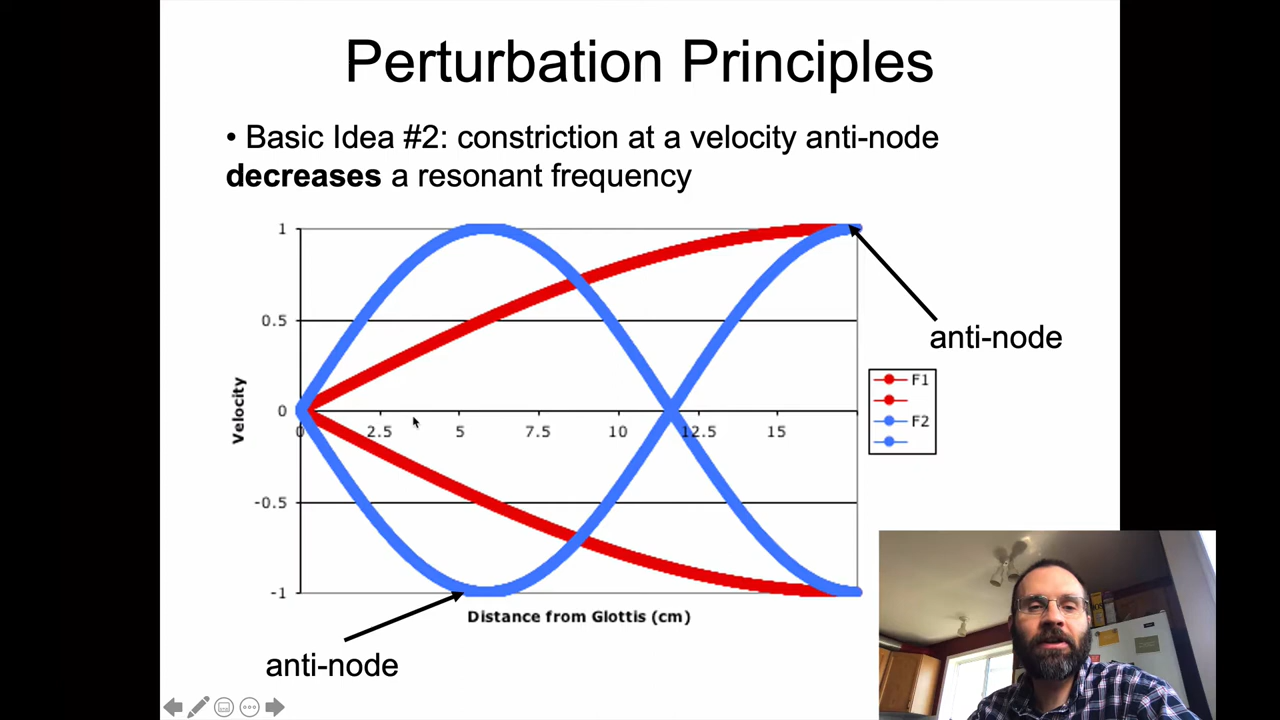 Perturbation Principles
• Basic Idea #2: constriction at a velocity anti-node
decreases a resonant frequency
1
0.5
0
-0.5
-1
Velocity
0 2.5 5 7.5 10 12.5 15
Distance from Glottis (cm)
anti-node
F1
F2
anti-node